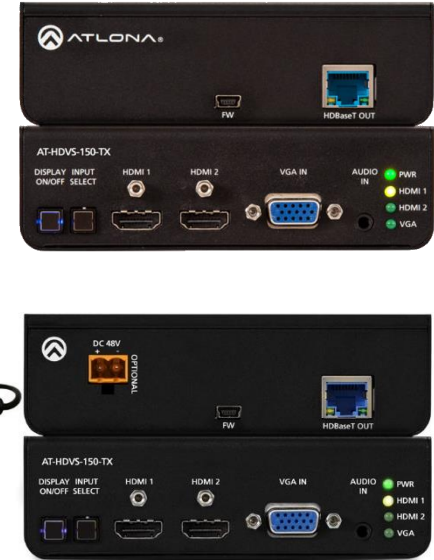 ATLONA®
FW
HDBaseT OUT
AT-HDVS-150-TX
DISPLAY ON/OFF
INPUT SELECT
HDMI 1
HDMI 2
VGA IN
AUDIO IN
PWR
HDMI 1
HDMI 2
VGA
DC 48V
+ -
OPTIONAL
FW
HDBaseT OUT
AT-HDVS-150-TX
DISPLAY ON/OFF
INPUT SELECT
HDMI 1
HDMI 2
VGA IN
AUDIO IN
PWR
HDMI 1
HDMI 2
VGA